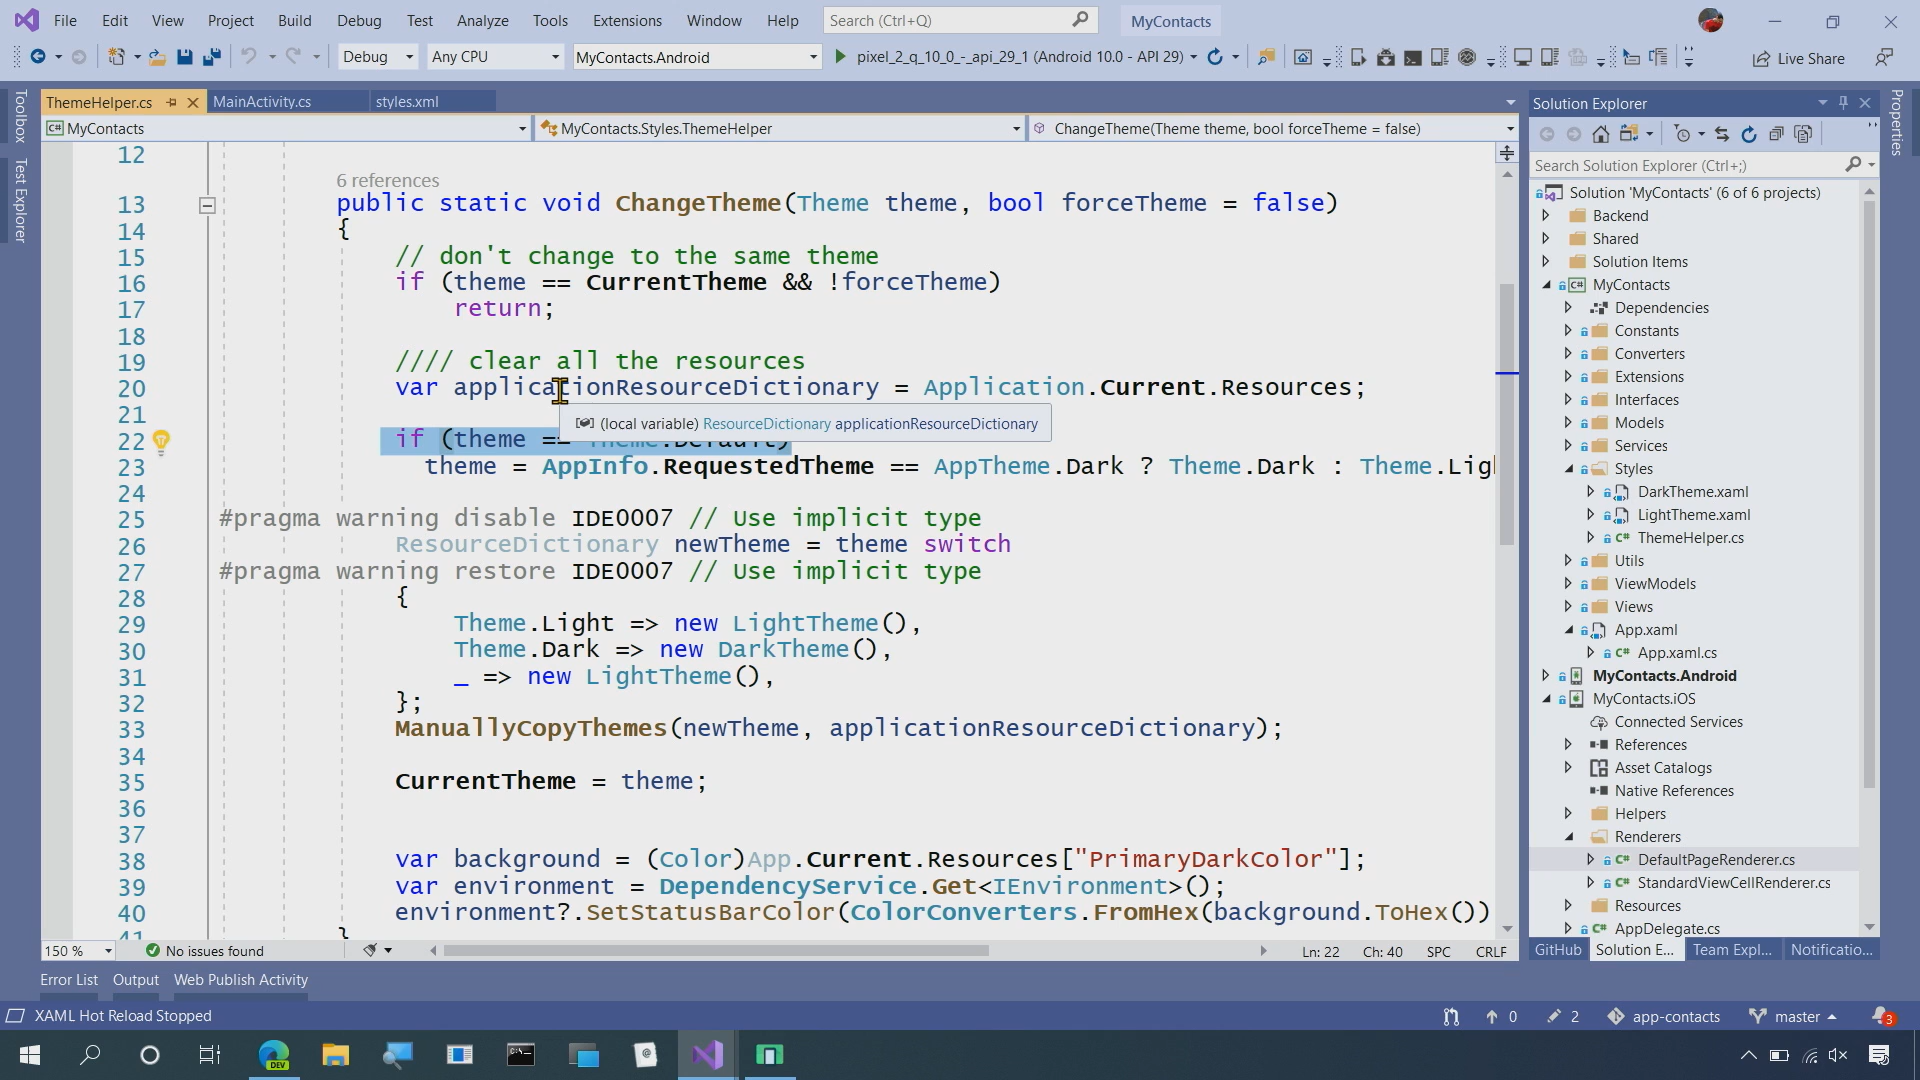 File Edit View Project Build Debug Test Analyze Tools Extensions Window Help Search (Ctrl+Q) MyContacts
Debug Any CPU MyContacts.Android pixel_2_q_10_0_-_api_29_1 (Android 10.0 - API 29) Live Share
Toolbox
Test Explorer
ThemeHelper.cs MainActivity.cs styles.xml
MyContacts MyContacts.Styles.ThemeHelper ChangeTheme(Theme theme, bool forceTheme = false)
12
6 references
13 public static void ChangeTheme(Theme theme, bool forceTheme = false)
14 {
15 // don't change to the same theme
16 if (theme == CurrentTheme && !forceTheme)
17 return;
18
19 //// clear all the resources
20 var applicationResourceDictionary = Application.Current.Resources;
21
(local variable) ResourceDictionary applicationResourceDictionary
22 if (theme == Theme.Default)
23 theme = AppInfo.RequestedTheme == AppTheme.Dark ? Theme.Dark : Theme.Ligh
24
25 #pragma warning disable IDE0007 // Use implicit type
26 ResourceDictionary newTheme = theme switch
27 #pragma warning restore IDE0007 // Use implicit type
28 {
29 Theme.Light => new LightTheme(),
30 Theme.Dark => new DarkTheme(),
31 _ => new LightTheme(),
32 };
33 ManuallyCopyThemes(newTheme, applicationResourceDictionary);
34
35 CurrentTheme = theme;
36
37
38 var background = (Color)App.Current.Resources["PrimaryDarkColor"];
39 var environment = DependencyService.Get<IEnvironment>();
40 environment?.SetStatusBarColor(ColorConverters.FromHex(background.ToHex())
41 }
150 % No issues found Ln: 22 Ch: 40 SPC CRLF
Solution Explorer
Search Solution Explorer (Ctrl+;)
Solution 'MyContacts' (6 of 6 projects)
Backend
Shared
Solution Items
C# MyContacts
Dependencies
Constants
Converters
Extensions
Interfaces
Models
Services
Styles
DarkTheme.xaml
LightTheme.xaml
C# ThemeHelper.cs
Utils
ViewModels
Views
App.xaml
C# App.xaml.cs
MyContacts.Android
MyContacts.iOS
Connected Services
References
Asset Catalogs
Native References
Helpers
Renderers
C# DefaultPageRenderer.cs
C# StandardViewCellRenderer.cs
Resources
C# AppDelegate.cs
GitHub Solution E... Team Expl... Notificatio...
Properties
Error List Output Web Publish Activity
XAML Hot Reload Stopped 0 2 app-contacts master 3
DEV